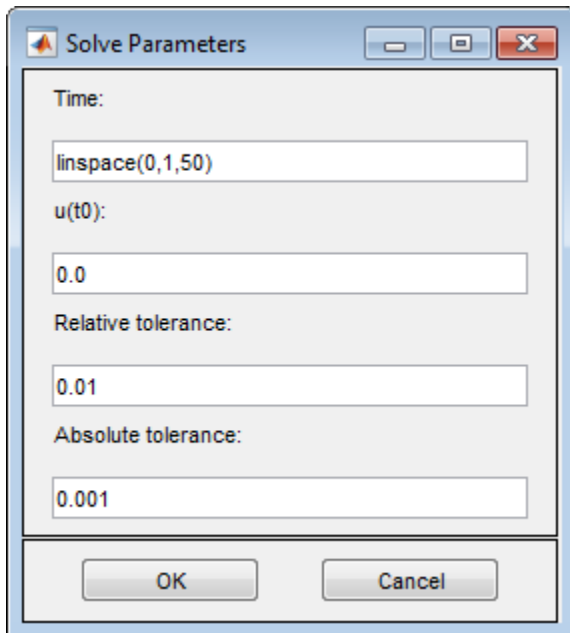 Solve Parameters
Time:
linspace(0,1,50)
u(t0):
0.0
Relative tolerance:
0.01
Absolute tolerance:
0.001
OK Cancel